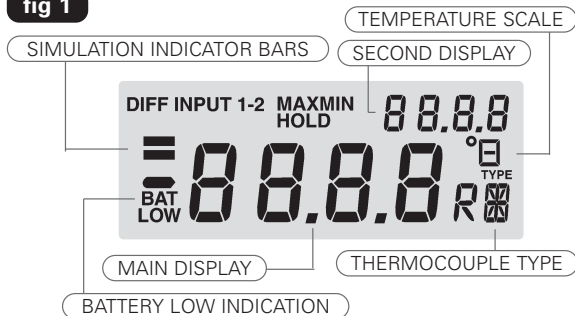 fig 1
TEMPERATURE SCALE
SIMULATION INDICATOR BARS
SECOND DISPLAY
DIFF INPUT 1-2 MAXMIN 88.8.8
HOLD
°8
TYPE
BAT
LOW
88.8.8
R
MAIN DISPLAY
THERMOCOUPLE TYPE
BATTERY LOW INDICATION